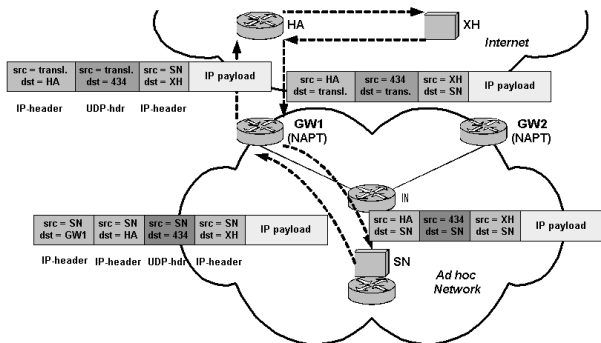 HA
XH
Internet
src = transl.
dst = HA
src = transl.
dst = 434
src = SN
dst = XH
IP payload
IP-header
UDP-hdr
IP-header
src = HA
dst = transl.
src = 434
dst = trans.
src = XH
dst = SN
IP payload
GW1
(NAPT)
GW2
(NAPT)
IN
src = SN
dst = GW1
src = SN
dst = HA
src = SN
dst = 434
src = SN
dst = XH
IP payload
IP-header
IP-header
UDP-hdr
IP-header
src = HA
dst = SN
src = 434
dst = SN
src = XH
dst = SN
IP payload
SN
Ad hoc
Network